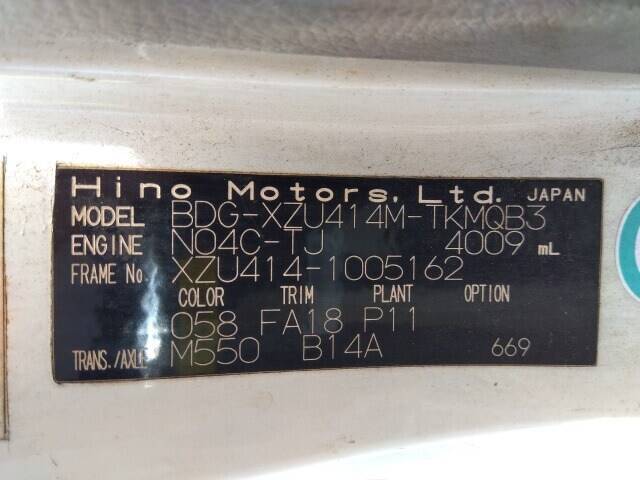 Hino Motors, Ltd. JAPAN
MODEL BDG-XZU414M-TKMQB3
ENGINE N04C-TJ 4009 mL
FRAME No. XZU414-1005162
COLOR TRIM PLANT OPTION
058 FA18 P11
TRANS./AXLE M550 B14A 669